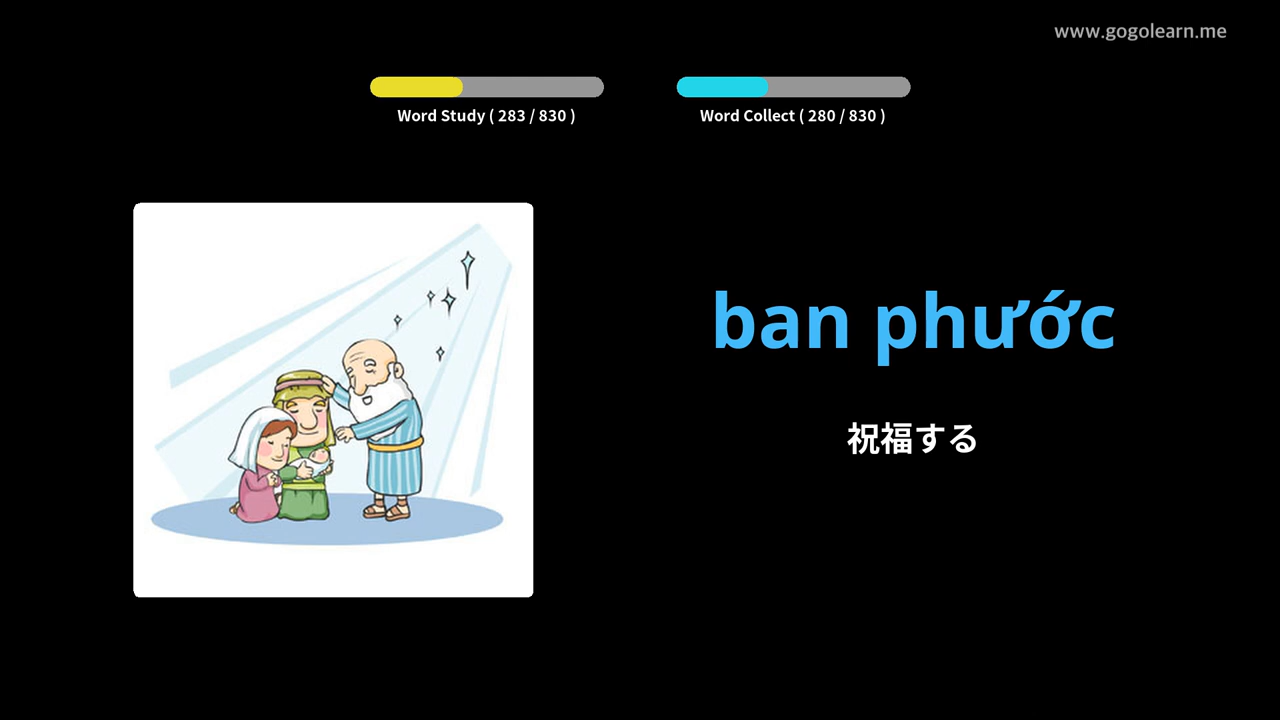 www.gogolearn.me
Word Study ( 283 / 830 )
Word Collect ( 280 / 830 )
ban phước
祝福する